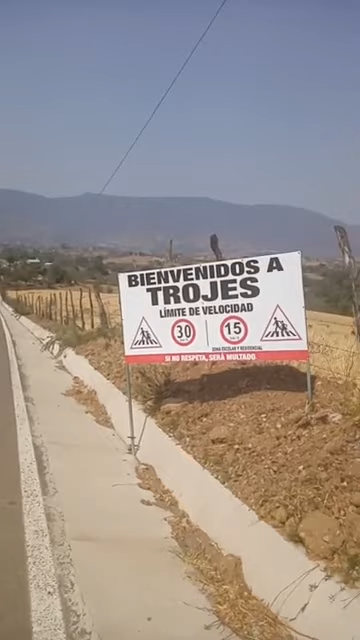 BIENVENIDOS A
TROJES
LÍMITE DE VELOCIDAD
30 15
ZONA ESCOLAR Y RESIDENCIAL
SI NO RESPETA, SERÁ MULTADO